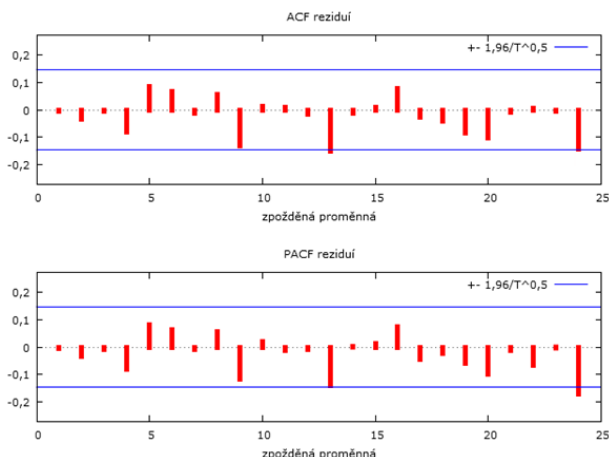 ACF reziduí
+- 1,96/T^0,5
0,2
0,1
0
-0,1
-0,2
0 5 10 15 20 25
zpožděná proměnná
PACF reziduí
+- 1,96/T^0,5
0,2
0,1
0
-0,1
-0,2
0 5 10 15 20 25
zpožděná proměnná